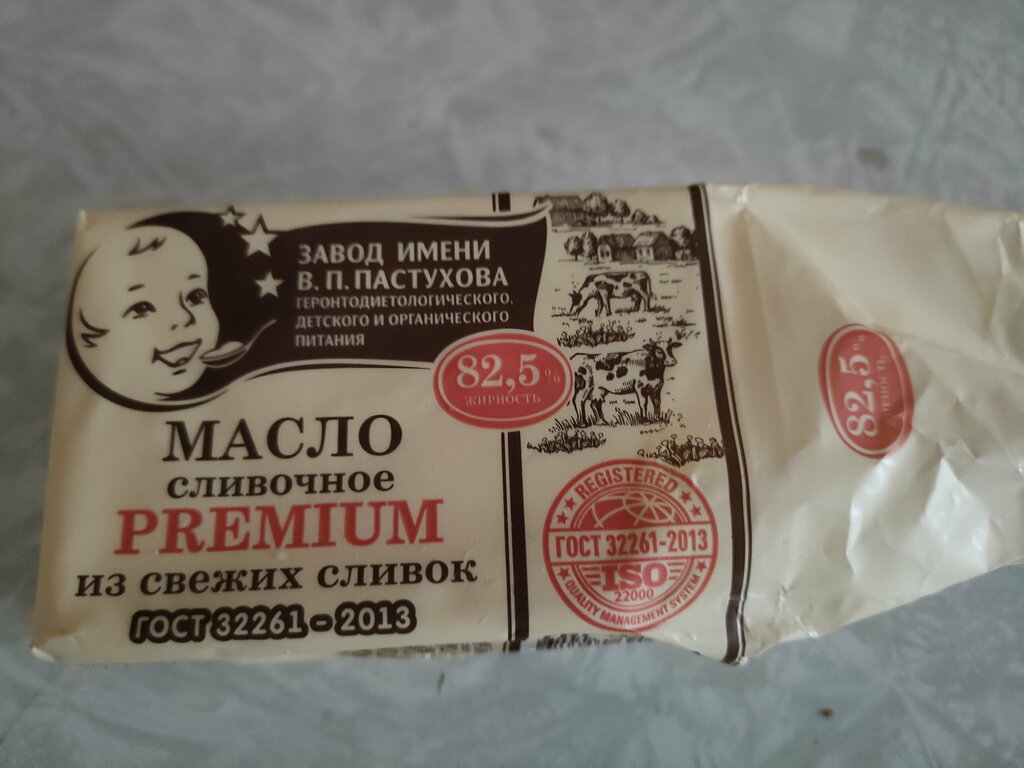 ЗАВОД ИМЕНИ
В. П. ПАСТУХОВА
ГЕРОНТОДИЕТОЛОГИЧЕСКОГО,
ДЕТСКОГО И ОРГАНИЧЕСКОГО
ПИТАНИЯ
82,5%
ЖИРНОСТЬ
МАСЛО
сливочное
PREMIUM
из свежих сливок
ГОСТ 32261-2013
REGISTERED
ГОСТ 32261-2013
ISO
22000
QUALITY MANAGEMENT SYSTEM
82,5%